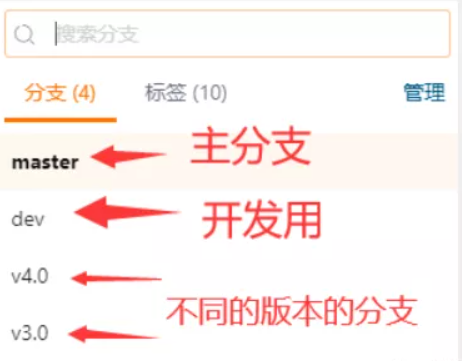 搜索分支
分支 (4) 标签 (10) 管理
master 主分支
dev 开发用
v4.0
不同的版本的分支
v3.0